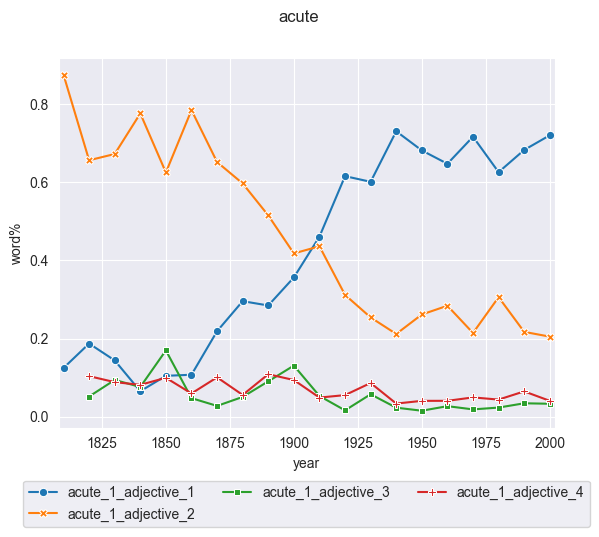 acute
0.8
0.6
0.4
0.2
0.0
word%
1825 1850 1875 1900 1925 1950 1975 2000
year
acute_1_adjective_1 acute_1_adjective_3 acute_1_adjective_4
acute_1_adjective_2